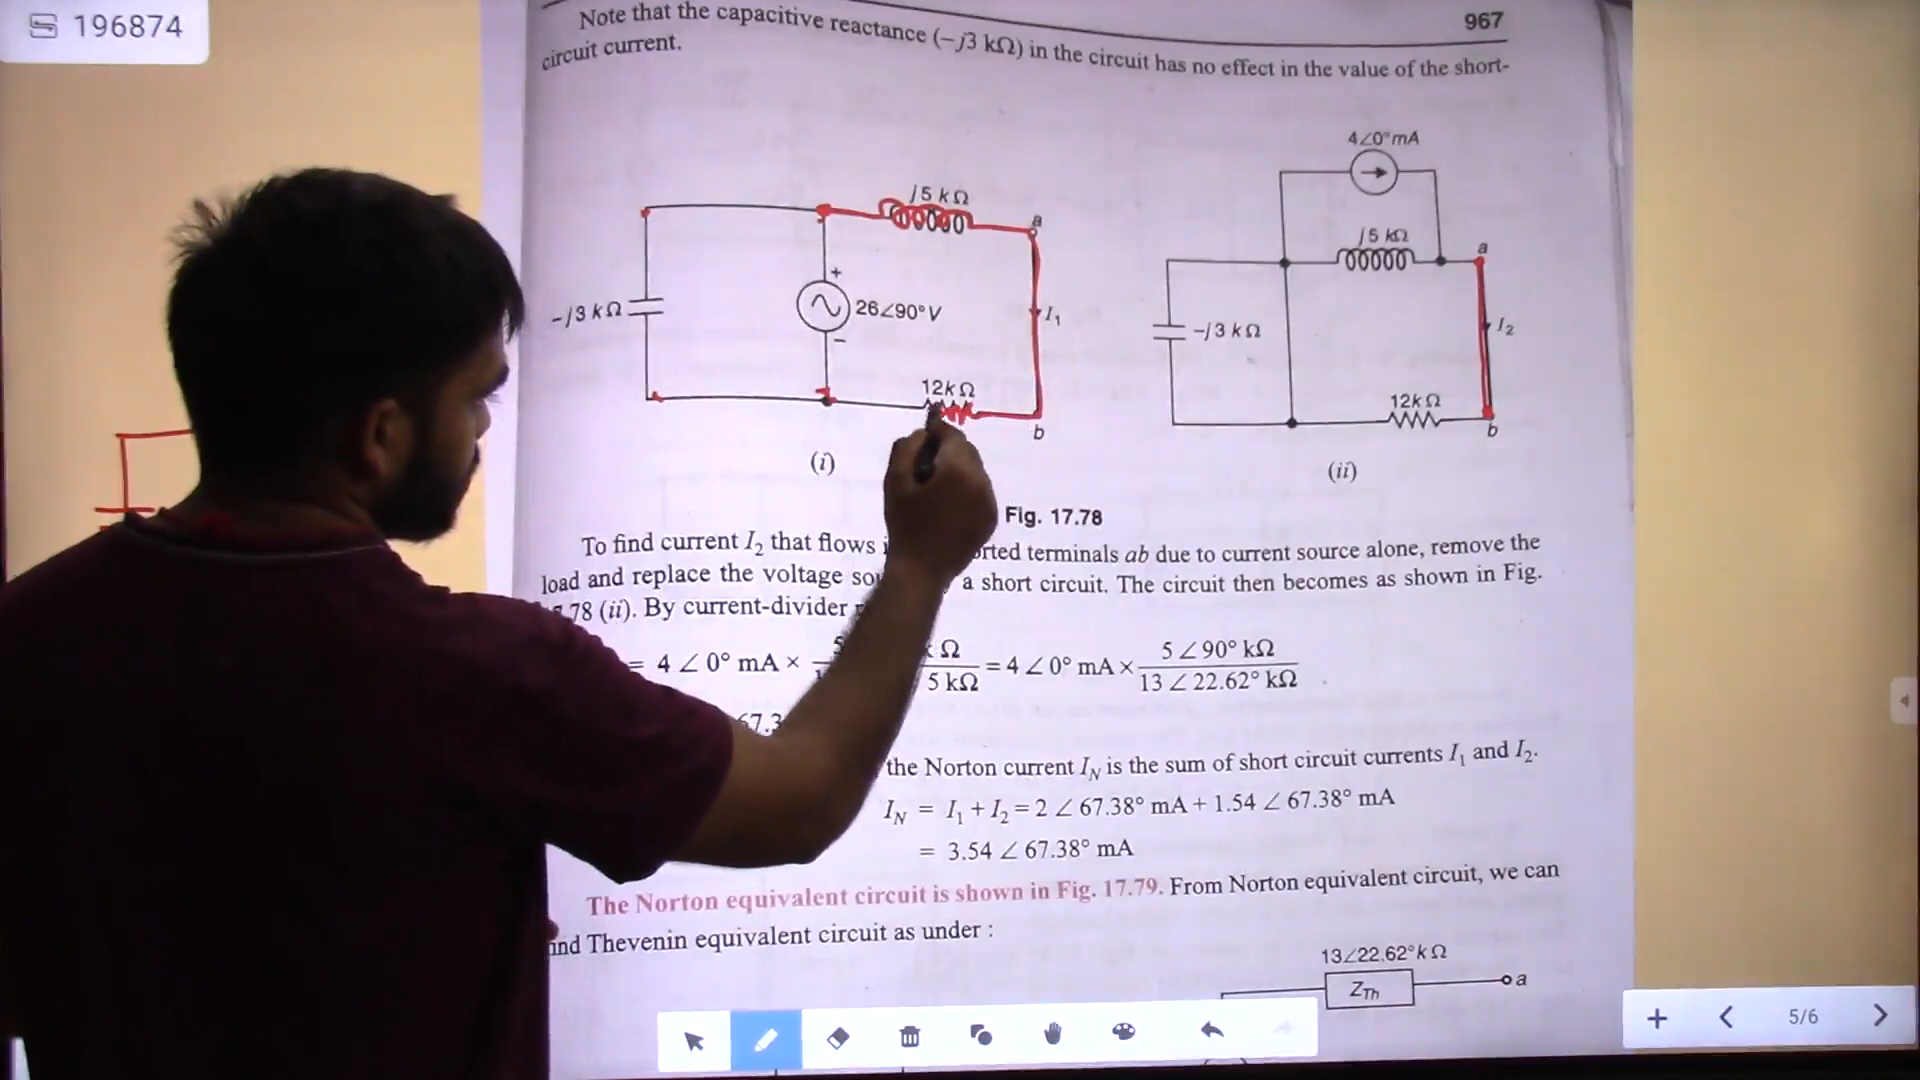 196874
967
Note that the capacitive reactance (−j3 kΩ) in the circuit has no effect in the value of the short-
circuit current.
j5 kΩ
a
−j3 kΩ
+
26∠90°V
−
I₁
12kΩ
b
(i)
4∠0°mA
j5 kΩ
a
−j3 kΩ
I₂
12kΩ
b
(ii)
Fig. 17.78
To find current I₂ that flows rted terminals ab due to current source alone, remove the
load and replace the voltage sou a short circuit. The circuit then becomes as shown in Fig.
.78 (ii). By current-divider
= 4 ∠ 0° mA × 5 kΩ = 4 ∠ 0° mA × 5 ∠ 90° kΩ / 13 ∠ 22.62° kΩ
67.3
the Norton current I_N is the sum of short circuit currents I₁ and I₂.
I_N = I₁ + I₂ = 2 ∠ 67.38° mA + 1.54 ∠ 67.38° mA
= 3.54 ∠ 67.38° mA
The Norton equivalent circuit is shown in Fig. 17.79. From Norton equivalent circuit, we can
ind Thevenin equivalent circuit as under :
13∠22.62°kΩ
Z_Th
a
5/6